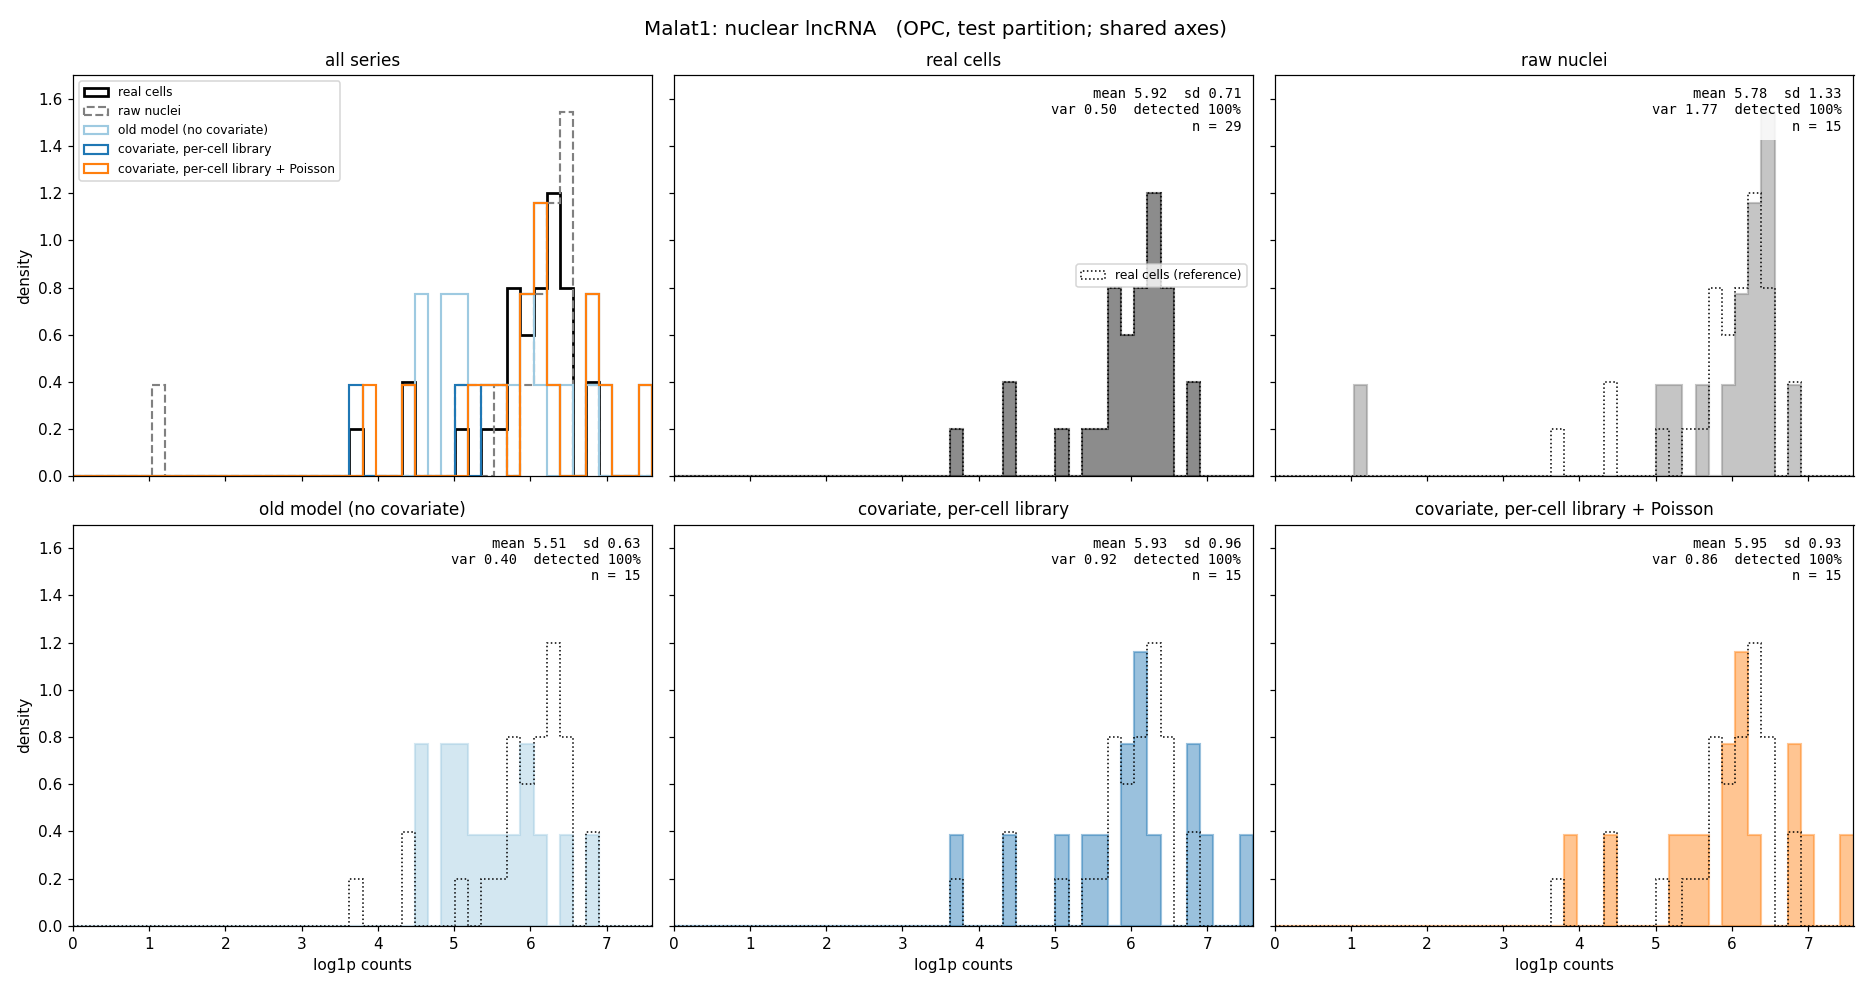 Malat1: nuclear lncRNA   (OPC, test partition; shared axes)
all series
real cells
raw nuclei
old model (no covariate)
covariate, per-cell library
covariate, per-cell library + Poisson
density
0.0
0.2
0.4
0.6
0.8
1.0
1.2
1.4
1.6
real cells
mean 5.92  sd 0.71
var 0.50  detected 100%
n = 29
real cells (reference)
raw nuclei
mean 5.78  sd 1.33
var 1.77  detected 100%
n = 15
old model (no covariate)
mean 5.51  sd 0.63
var 0.40  detected 100%
n = 15
density
0.0
0.2
0.4
0.6
0.8
1.0
1.2
1.4
1.6
0 1 2 3 4 5 6 7
log1p counts
covariate, per-cell library
mean 5.93  sd 0.96
var 0.92  detected 100%
n = 15
0 1 2 3 4 5 6 7
log1p counts
covariate, per-cell library + Poisson
mean 5.95  sd 0.93
var 0.86  detected 100%
n = 15
0 1 2 3 4 5 6 7
log1p counts